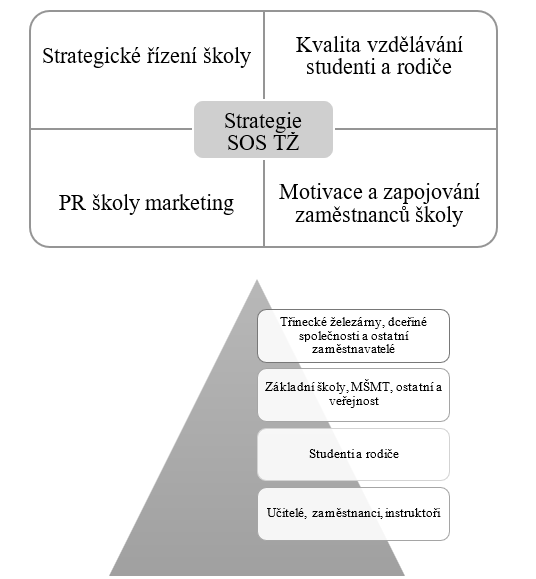 Strategické řízení školy
Kvalita vzdělávání
studenti a rodiče
Strategie
SOS TŽ
PR školy marketing
Motivace a zapojování
zaměstnanců školy
Třinecké železárny, dceřiné
společnosti a ostatní
zaměstnavatelé
Základní školy, MŠMT, ostatní a
veřejnost
Studenti a rodiče
Učitelé, zaměstnanci, instruktoři